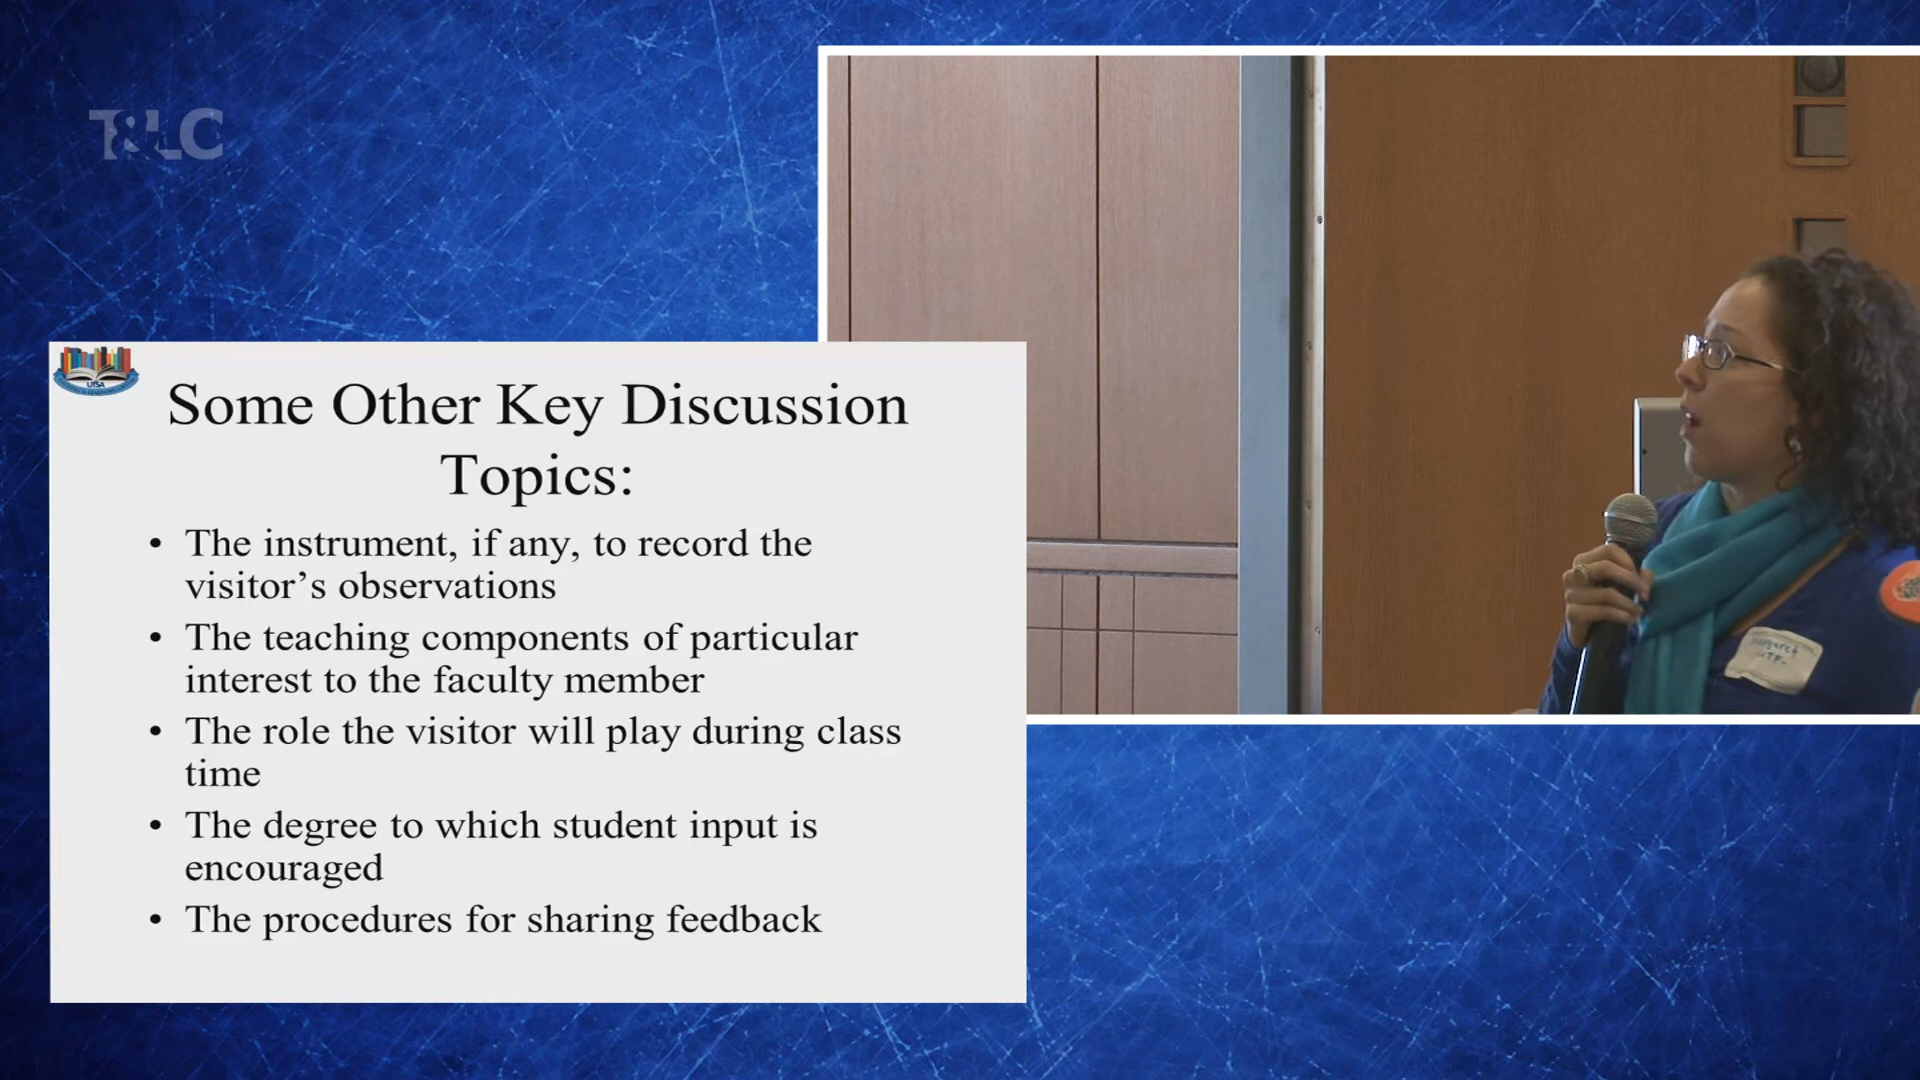 T&LC
UTSA
Some Other Key Discussion
Topics:
• The instrument, if any, to record the
visitor’s observations
• The teaching components of particular
interest to the faculty member
• The role the visitor will play during class
time
• The degree to which student input is
encouraged
• The procedures for sharing feedback